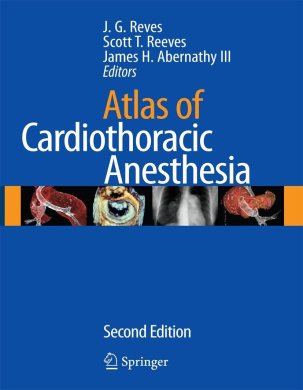 J. G. Reves
Scott T. Reeves
James H. Abernathy III
Editors
Atlas of
Cardiothoracic
Anesthesia
Second Edition
Springer